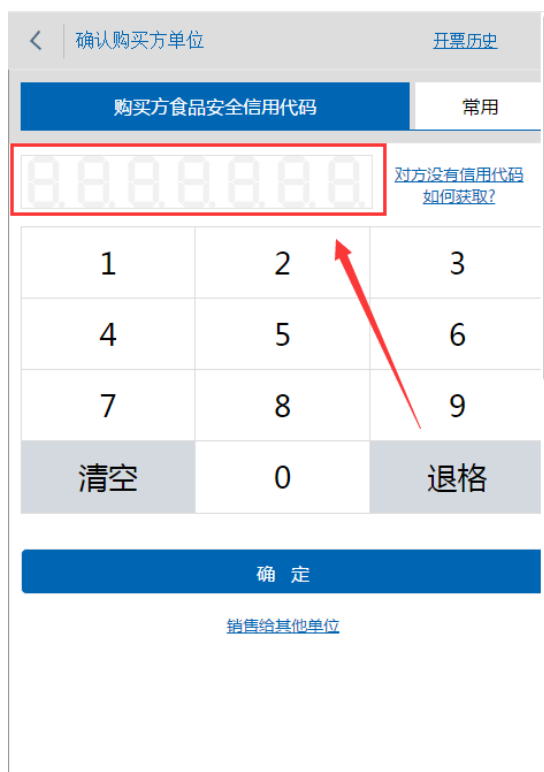 确认购买方单位 开票历史
购买方食品安全信用代码 常用
对方没有信用代码
如何获取?
1 2 3
4 5 6
7 8 9
清空 0 退格
确 定
销售给其他单位